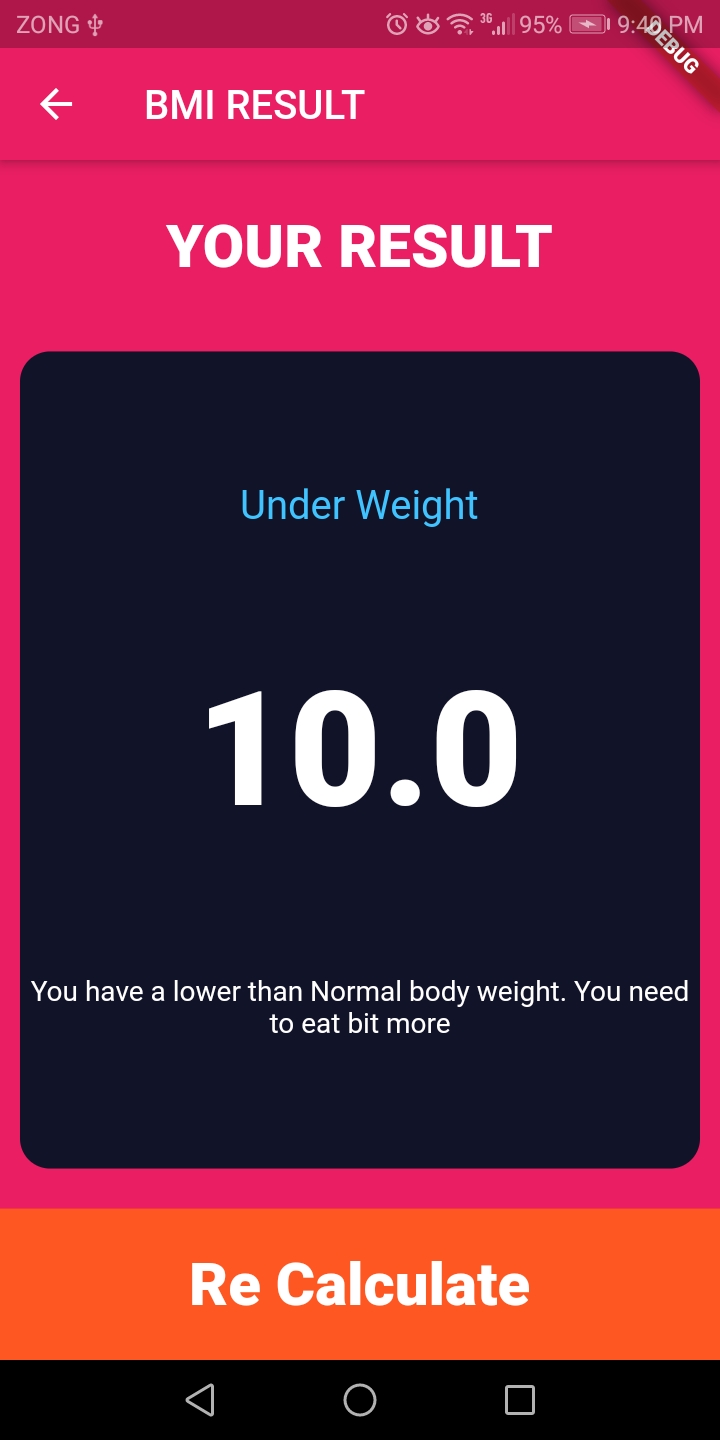 ZONG 3G 95% 9:49 PM
DEBUG
BMI RESULT
YOUR RESULT
Under Weight
10.0
You have a lower than Normal body weight. You need
to eat bit more
Re Calculate